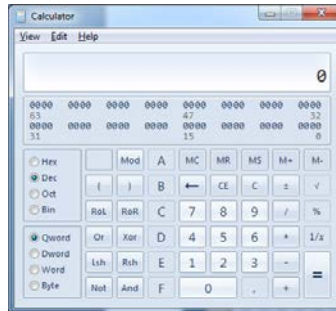 Calculator
View Edit Help
0
0000 0000 0000 0000 0000 0000 0000 0000
63 47 32
0000 0000 0000 0000 0000 0000 0000 0000
31 15 0
Hex Mod A MC MR MS M+ M-
Dec ( ) B ← CE C ± √
Oct
Bin RoL RoR C 7 8 9 / %
Qword Or Xor D 4 5 6 * 1/x
Dword Lsh Rsh E 1 2 3 - =
Word
Byte Not And F 0 , +